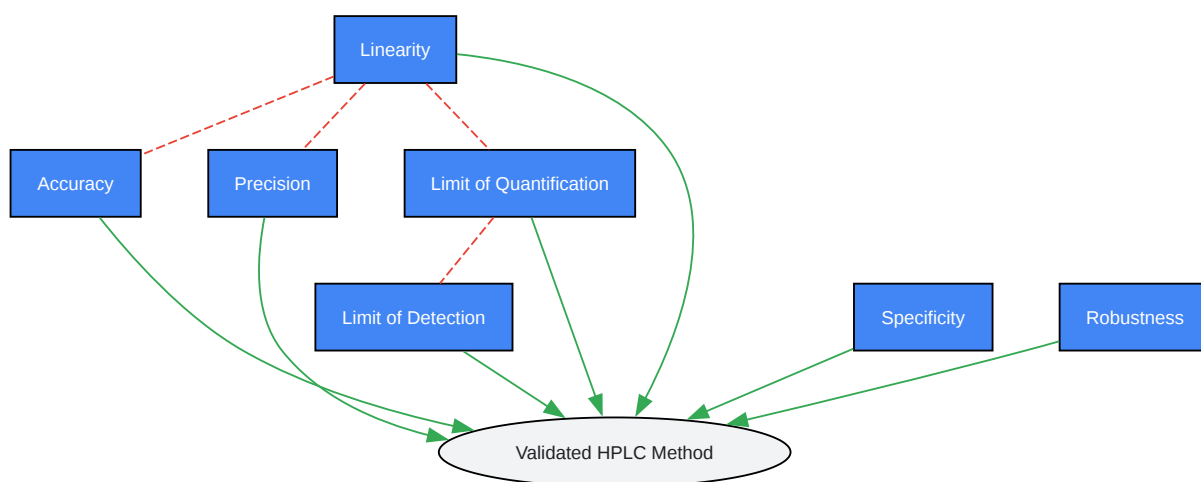 Linearity
Accuracy
Precision
Limit of Quantification
Limit of Detection
Specificity
Robustness
Validated HPLC Method